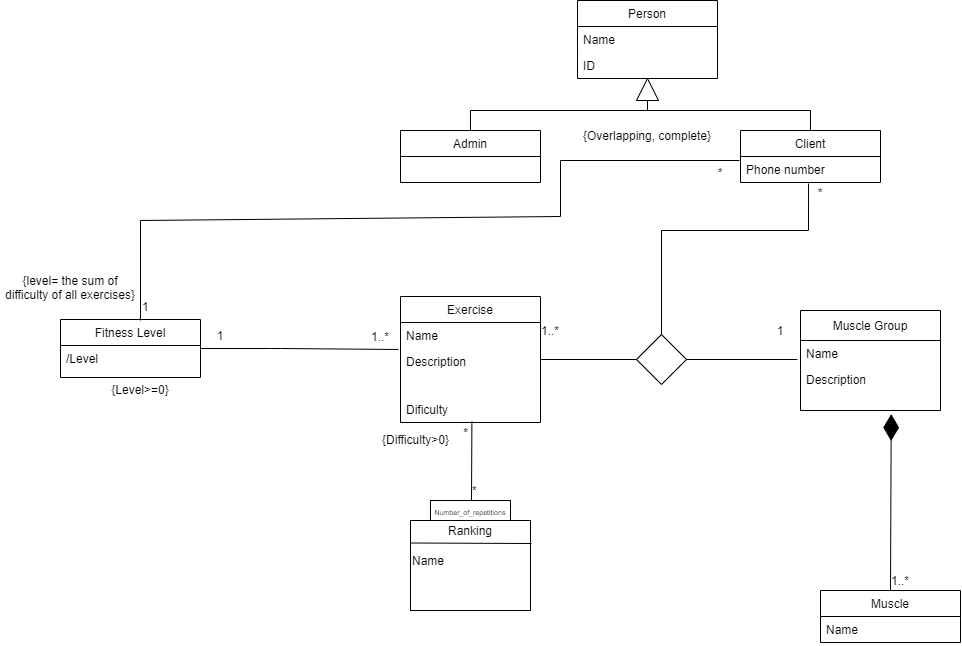 Person
Name
ID
Admin
{Overlapping, complete}
Client
Phone number
*
*
{level= the sum of
difficulty of all exercises}
1
Fitness Level
/Level
{Level>=0}
1
1..*
Exercise
Name
Description
Dificulty
1..*
1
Muscle Group
Name
Description
{Difficulty>0}
*
*
Number_of_repetitions
Ranking
Name
1..*
Muscle
Name